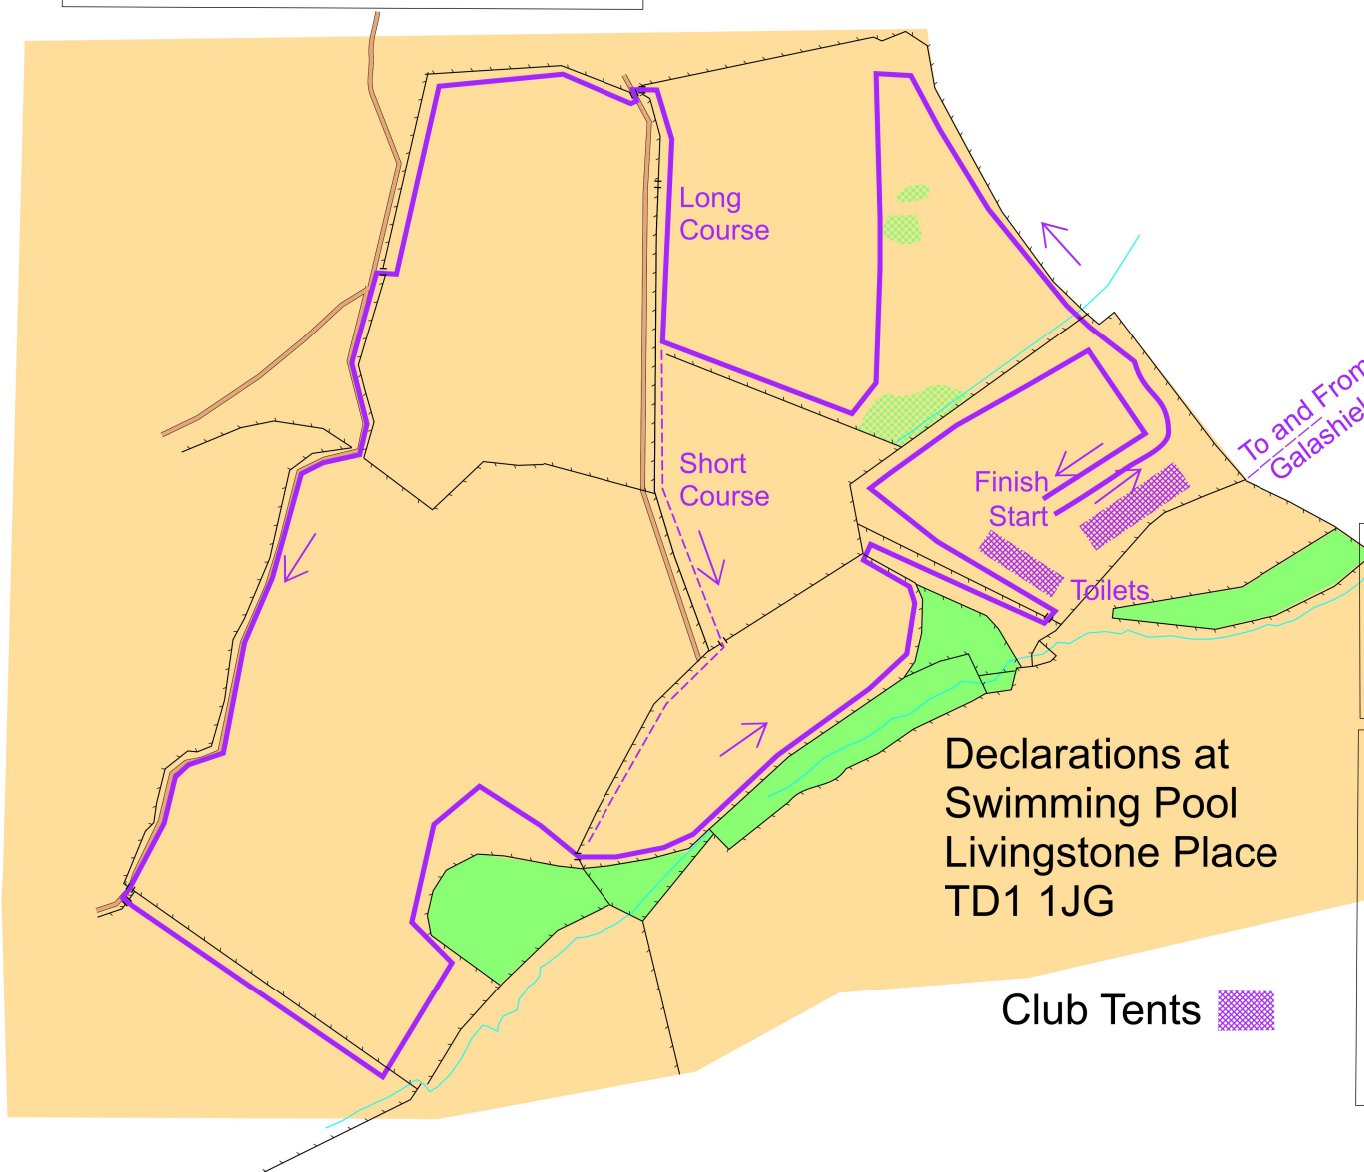 Long
Course
Short
Course
To and From
Finish
Start
Toilets
Declarations at
Swimming Pool
Livingstone Place
TD1 1JG
Club Tents